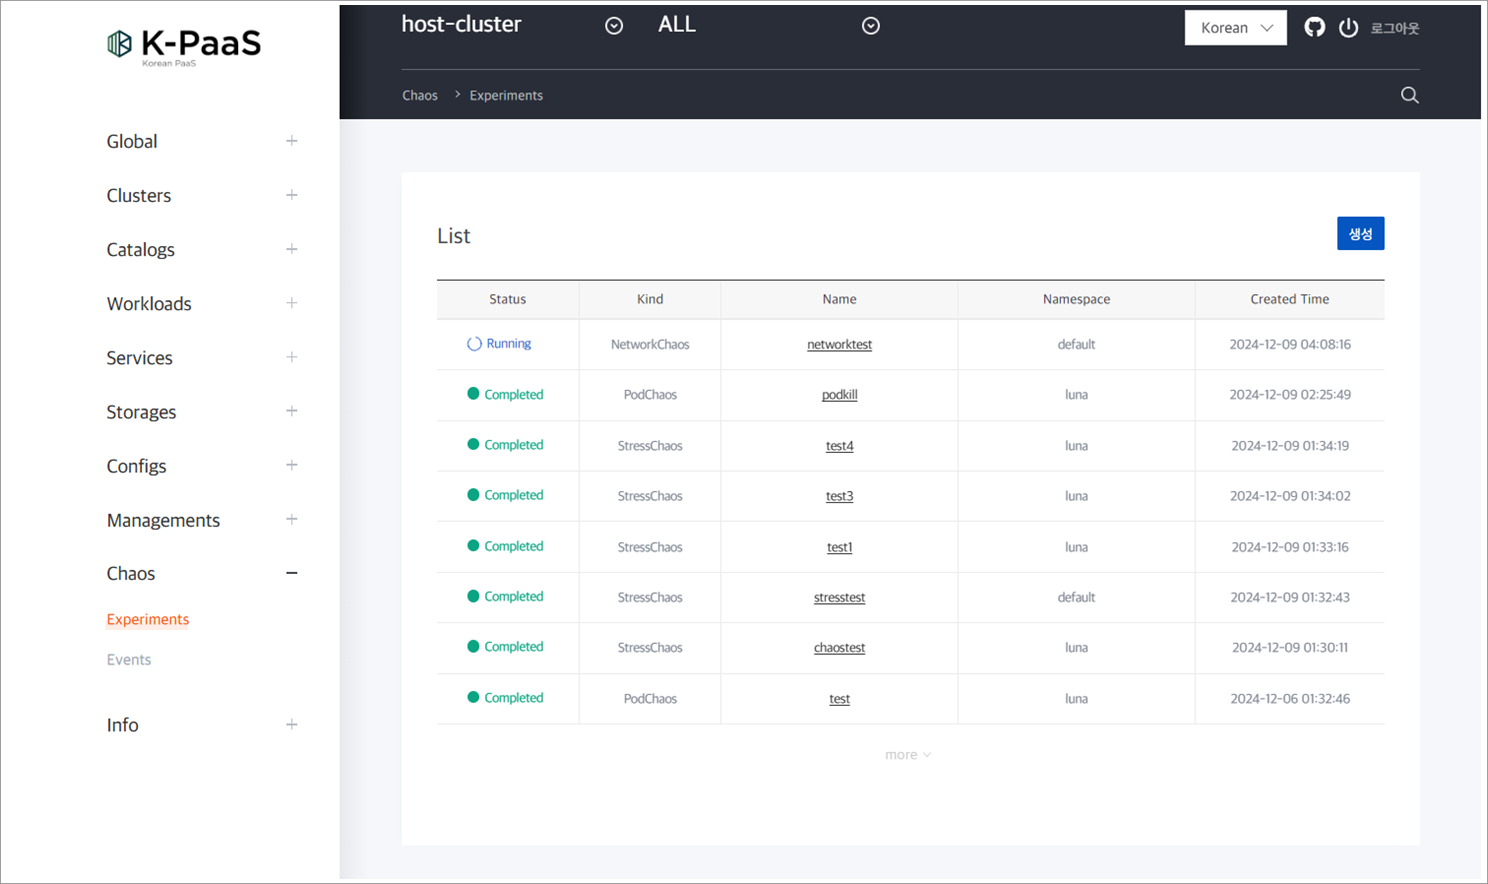 K-PaaS
Korean PaaS
host-cluster
ALL
Korean
로그아웃
Chaos > Experiments
Global
Clusters
Catalogs
Workloads
Services
Storages
Configs
Managements
Chaos
Experiments
Events
Info
List
생성
Status Kind Name Namespace Created Time
Running NetworkChaos networktest default 2024-12-09 04:08:16
Completed PodChaos podkill luna 2024-12-09 02:25:49
Completed StressChaos test4 luna 2024-12-09 01:34:19
Completed StressChaos test3 luna 2024-12-09 01:34:02
Completed StressChaos test1 luna 2024-12-09 01:33:16
Completed StressChaos stresstest default 2024-12-09 01:32:43
Completed StressChaos chaostest luna 2024-12-09 01:30:11
Completed PodChaos test luna 2024-12-06 01:32:46
more